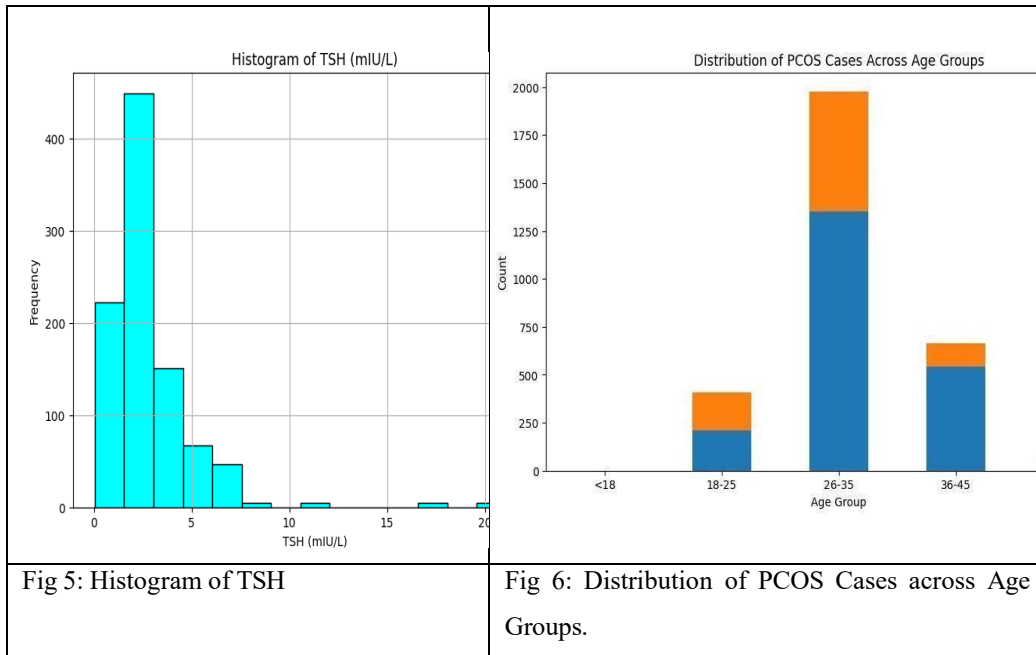 Histogram of TSH (mIU/L)
400
300
200
100
0
Frequency
0 5 10 15 20
TSH (mIU/L)
Distribution of PCOS Cases Across Age Groups
2000
1750
1500
1250
1000
750
500
250
0
Count
<18 18-25 26-35 36-45
Age Group
Fig 5: Histogram of TSH
Fig 6: Distribution of PCOS Cases across Age
Groups.